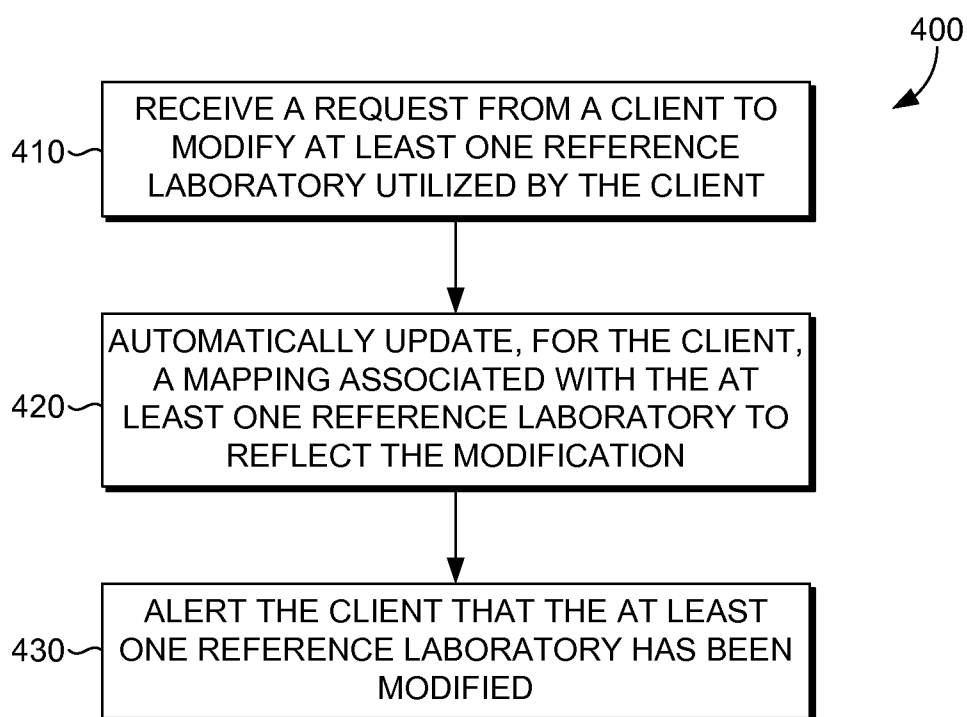 400
410
RECEIVE A REQUEST FROM A CLIENT TO
MODIFY AT LEAST ONE REFERENCE
LABORATORY UTILIZED BY THE CLIENT
420
AUTOMATICALLY UPDATE, FOR THE CLIENT,
A MAPPING ASSOCIATED WITH THE AT
LEAST ONE REFERENCE LABORATORY TO
REFLECT THE MODIFICATION
430
ALERT THE CLIENT THAT THE AT LEAST
ONE REFERENCE LABORATORY HAS BEEN
MODIFIED